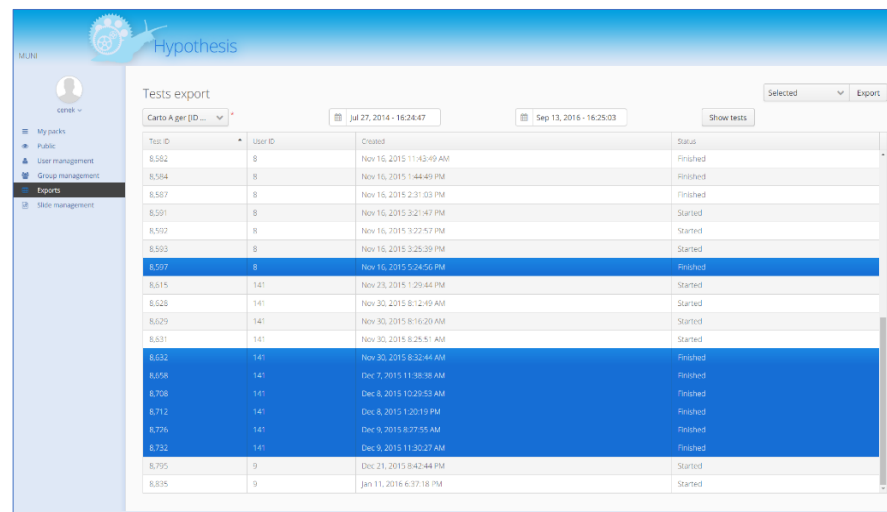 MUNI
Hypothesis
cenek
My packs
Public
User management
Group management
Exports
Slide management
Tests export
Selected Export
Carto A ger [ID ... * Jul 27, 2014 - 16:24:47 Sep 13, 2016 - 16:25:03 Show tests
Test ID User ID Created Status
8,582 8 Nov 16, 2015 11:43:49 AM Finished
8,584 8 Nov 16, 2015 1:44:49 PM Finished
8,587 8 Nov 16, 2015 2:31:03 PM Finished
8,591 8 Nov 16, 2015 3:21:47 PM Started
8,592 8 Nov 16, 2015 3:22:57 PM Started
8,593 8 Nov 16, 2015 3:25:39 PM Started
8,597 8 Nov 16, 2015 5:24:56 PM Finished
8,615 141 Nov 23, 2015 1:29:44 PM Started
8,628 141 Nov 30, 2015 8:12:49 AM Started
8,629 141 Nov 30, 2015 8:16:20 AM Started
8,631 141 Nov 30, 2015 8:25:51 AM Started
8,632 141 Nov 30, 2015 8:32:44 AM Finished
8,658 141 Dec 7, 2015 11:38:38 AM Finished
8,708 141 Dec 8, 2015 10:29:53 AM Finished
8,712 141 Dec 8, 2015 1:20:19 PM Finished
8,726 141 Dec 9, 2015 8:27:55 AM Finished
8,732 141 Dec 9, 2015 11:30:27 AM Finished
8,795 9 Dec 21, 2015 8:42:44 PM Started
8,835 9 Jan 11, 2016 6:37:18 PM Started